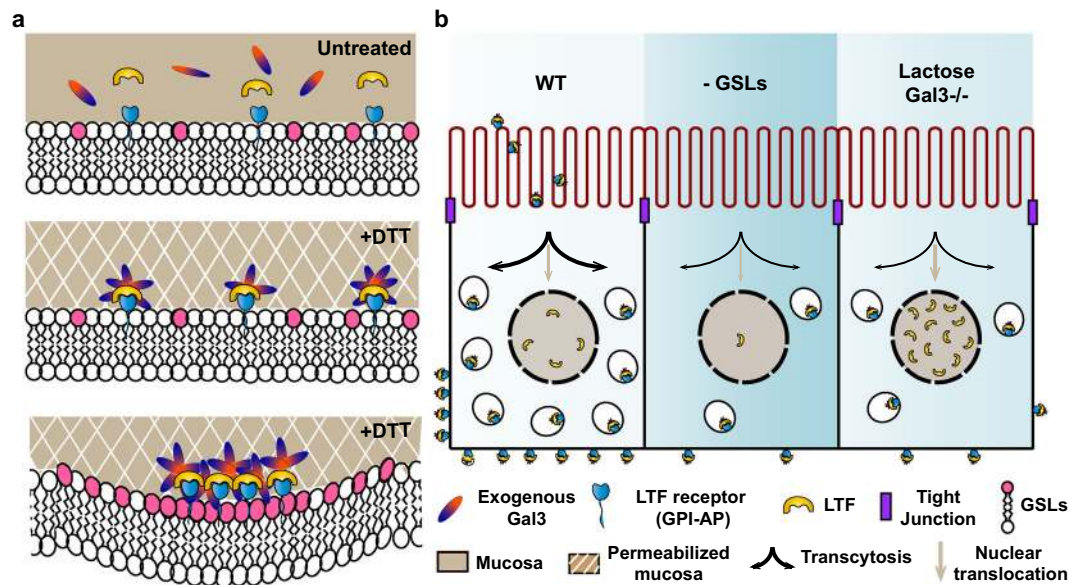 a
Untreated
+DTT
+DTT
b
WT
- GSLs
Lactose
Gal3-/-
Exogenous
Gal3
LTF receptor
(GPI-AP)
LTF
Tight
Junction
GSLs
Mucosa
Permeabilized
mucosa
Transcytosis
Nuclear
translocation